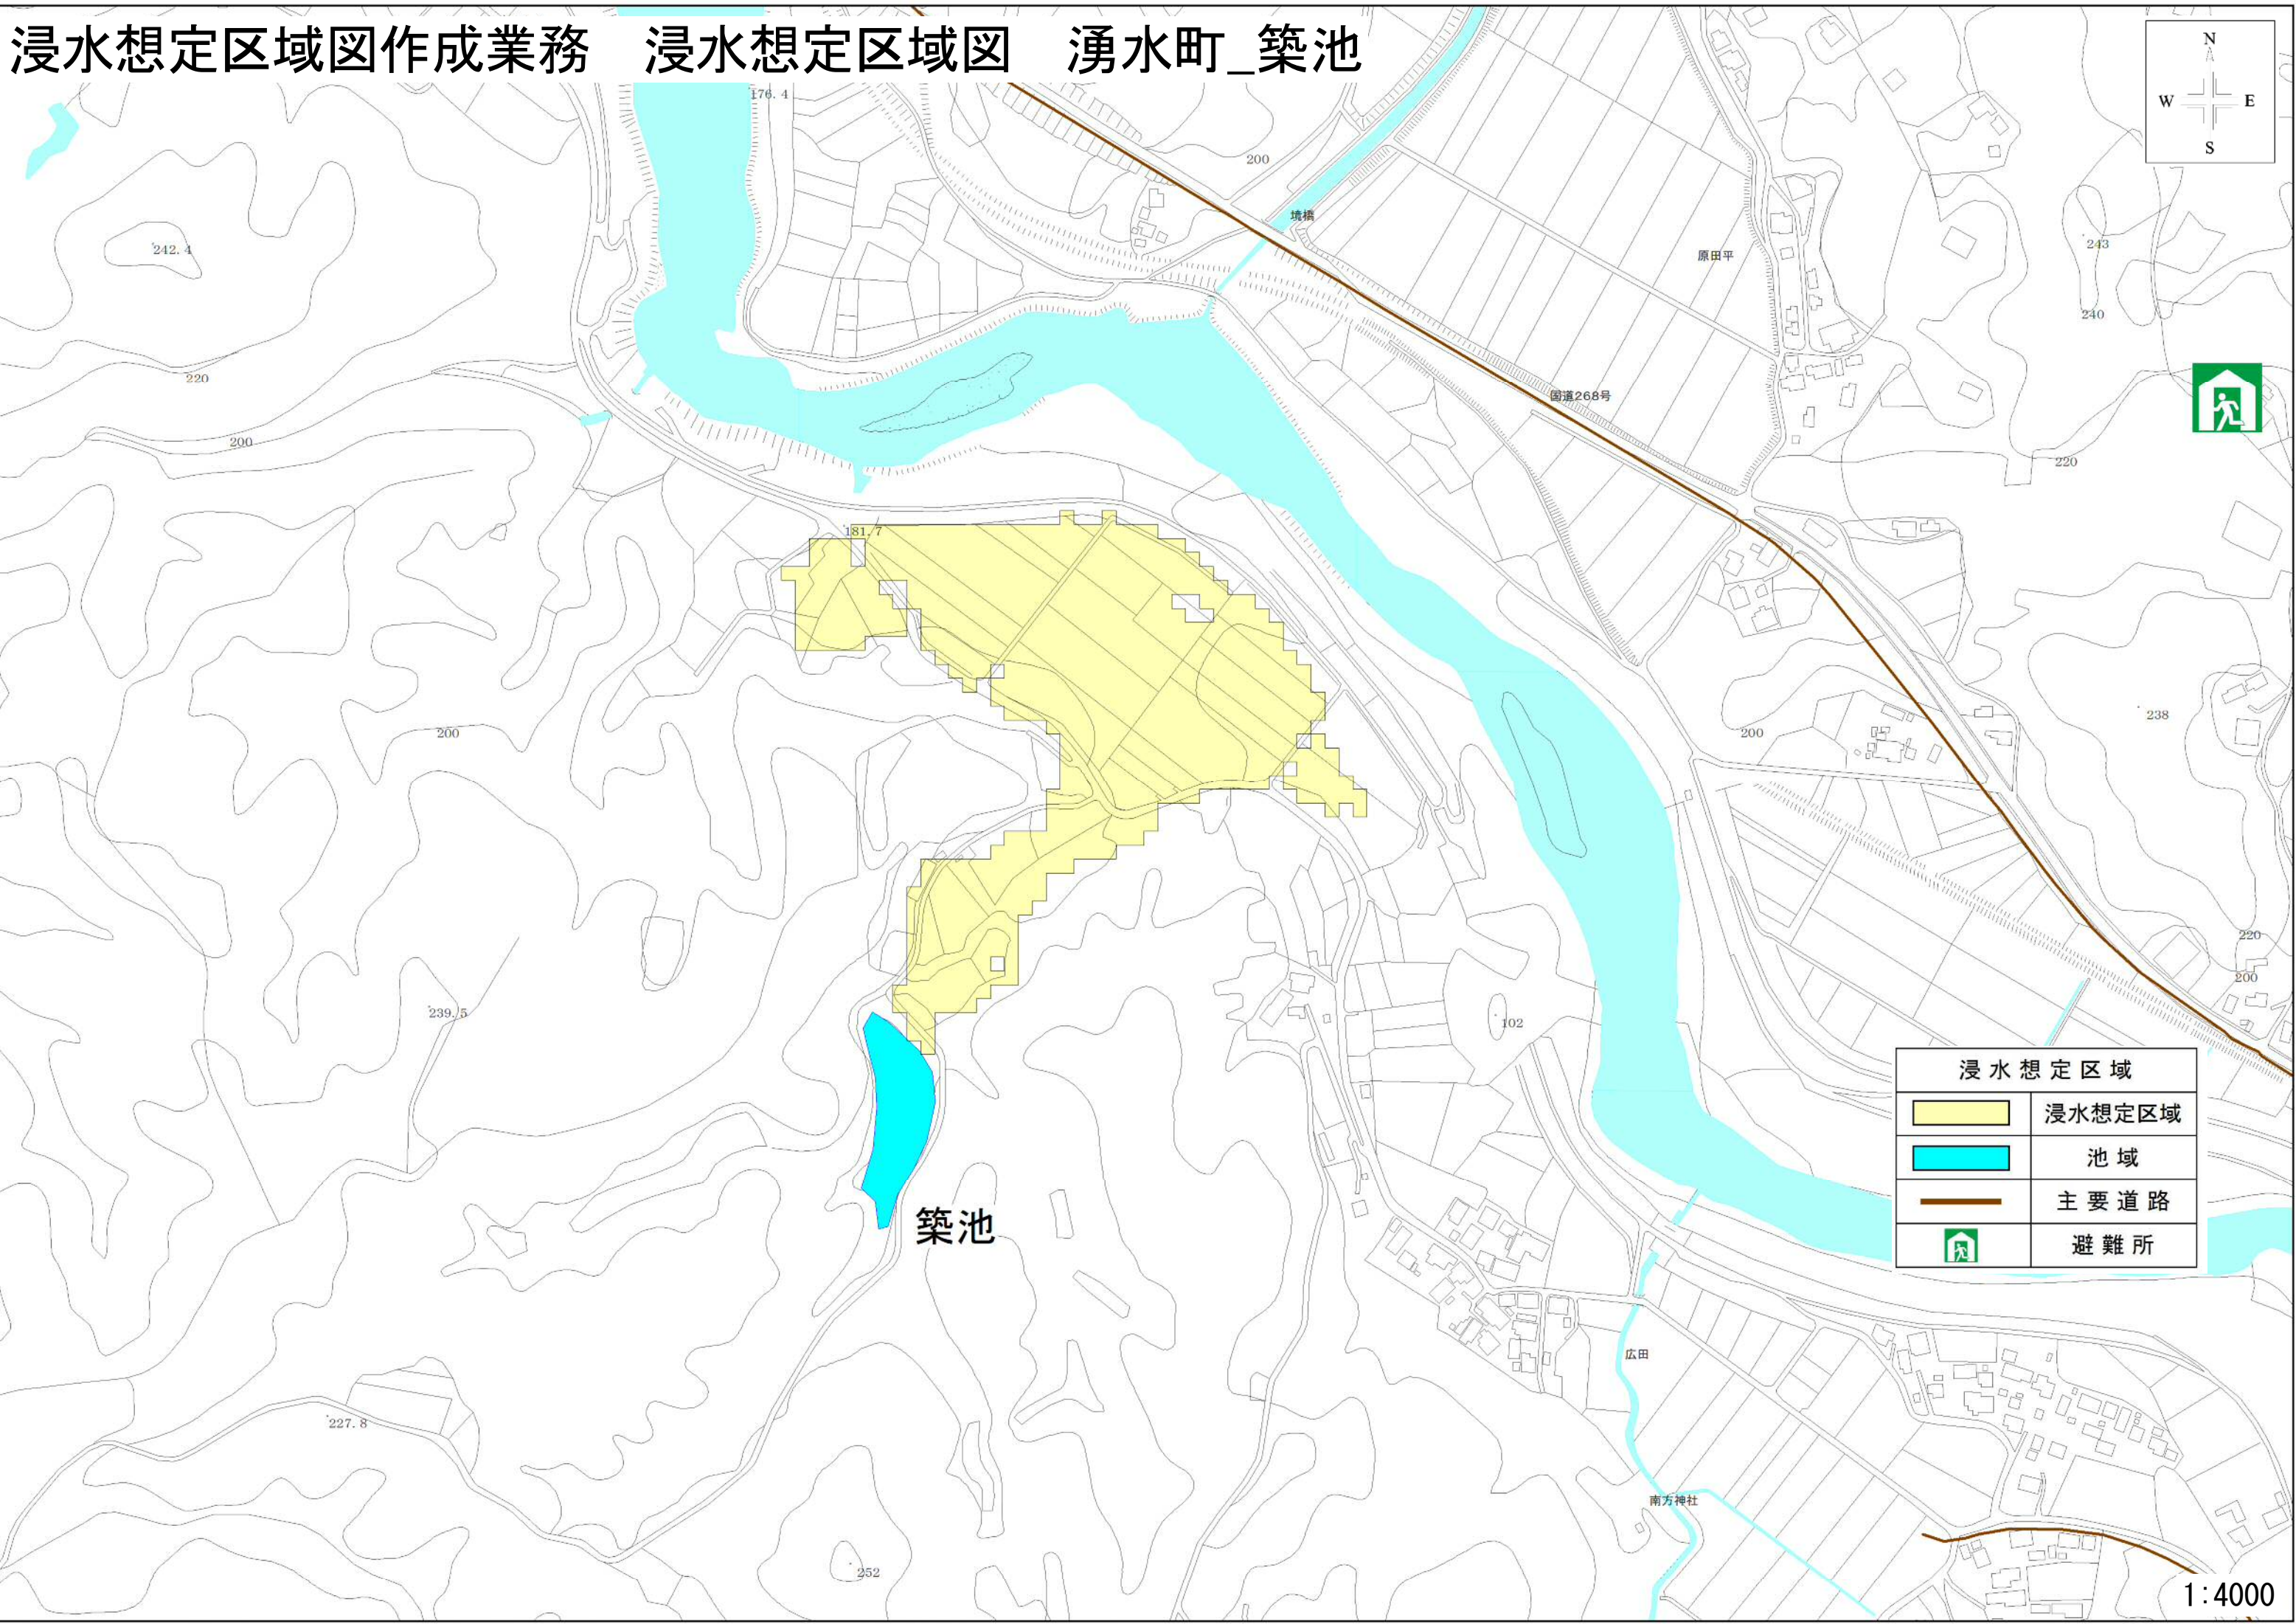 浸水想定区域図作成業務　浸水想定区域図　湧水町_築池
N
W E
S
176.4
200
境橋
原田平
242.4
243
240
220
国道268号
200
220
181.7
238
200
200
220
200
239.5
102
浸水想定区域
浸水想定区域
池域
主要道路
避難所
築池
広田
227.8
南方神社
252
1:4000